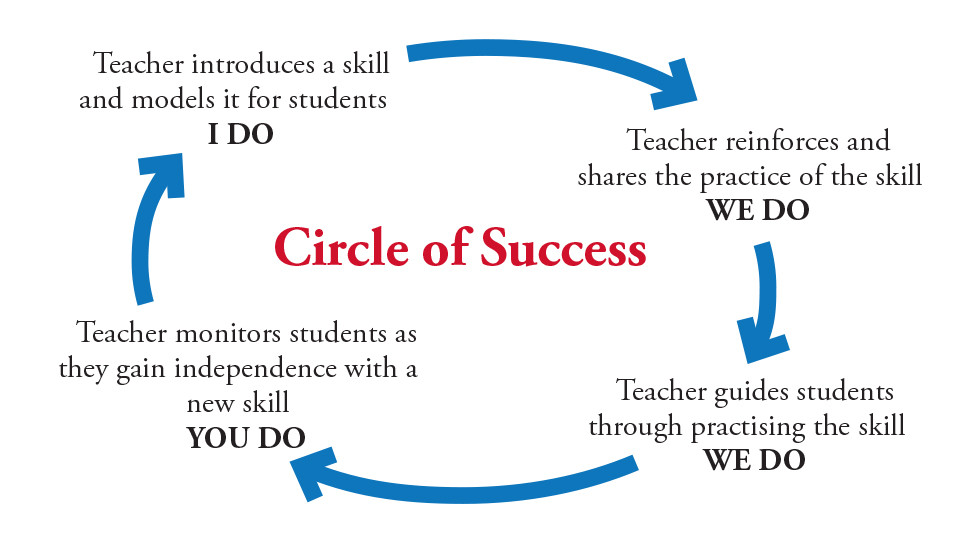 Teacher introduces a skill
and models it for students
I DO
Teacher reinforces and
shares the practice of the skill
WE DO
Circle of Success
Teacher monitors students as
they gain independence with a
new skill
YOU DO
Teacher guides students
through practising the skill
WE DO